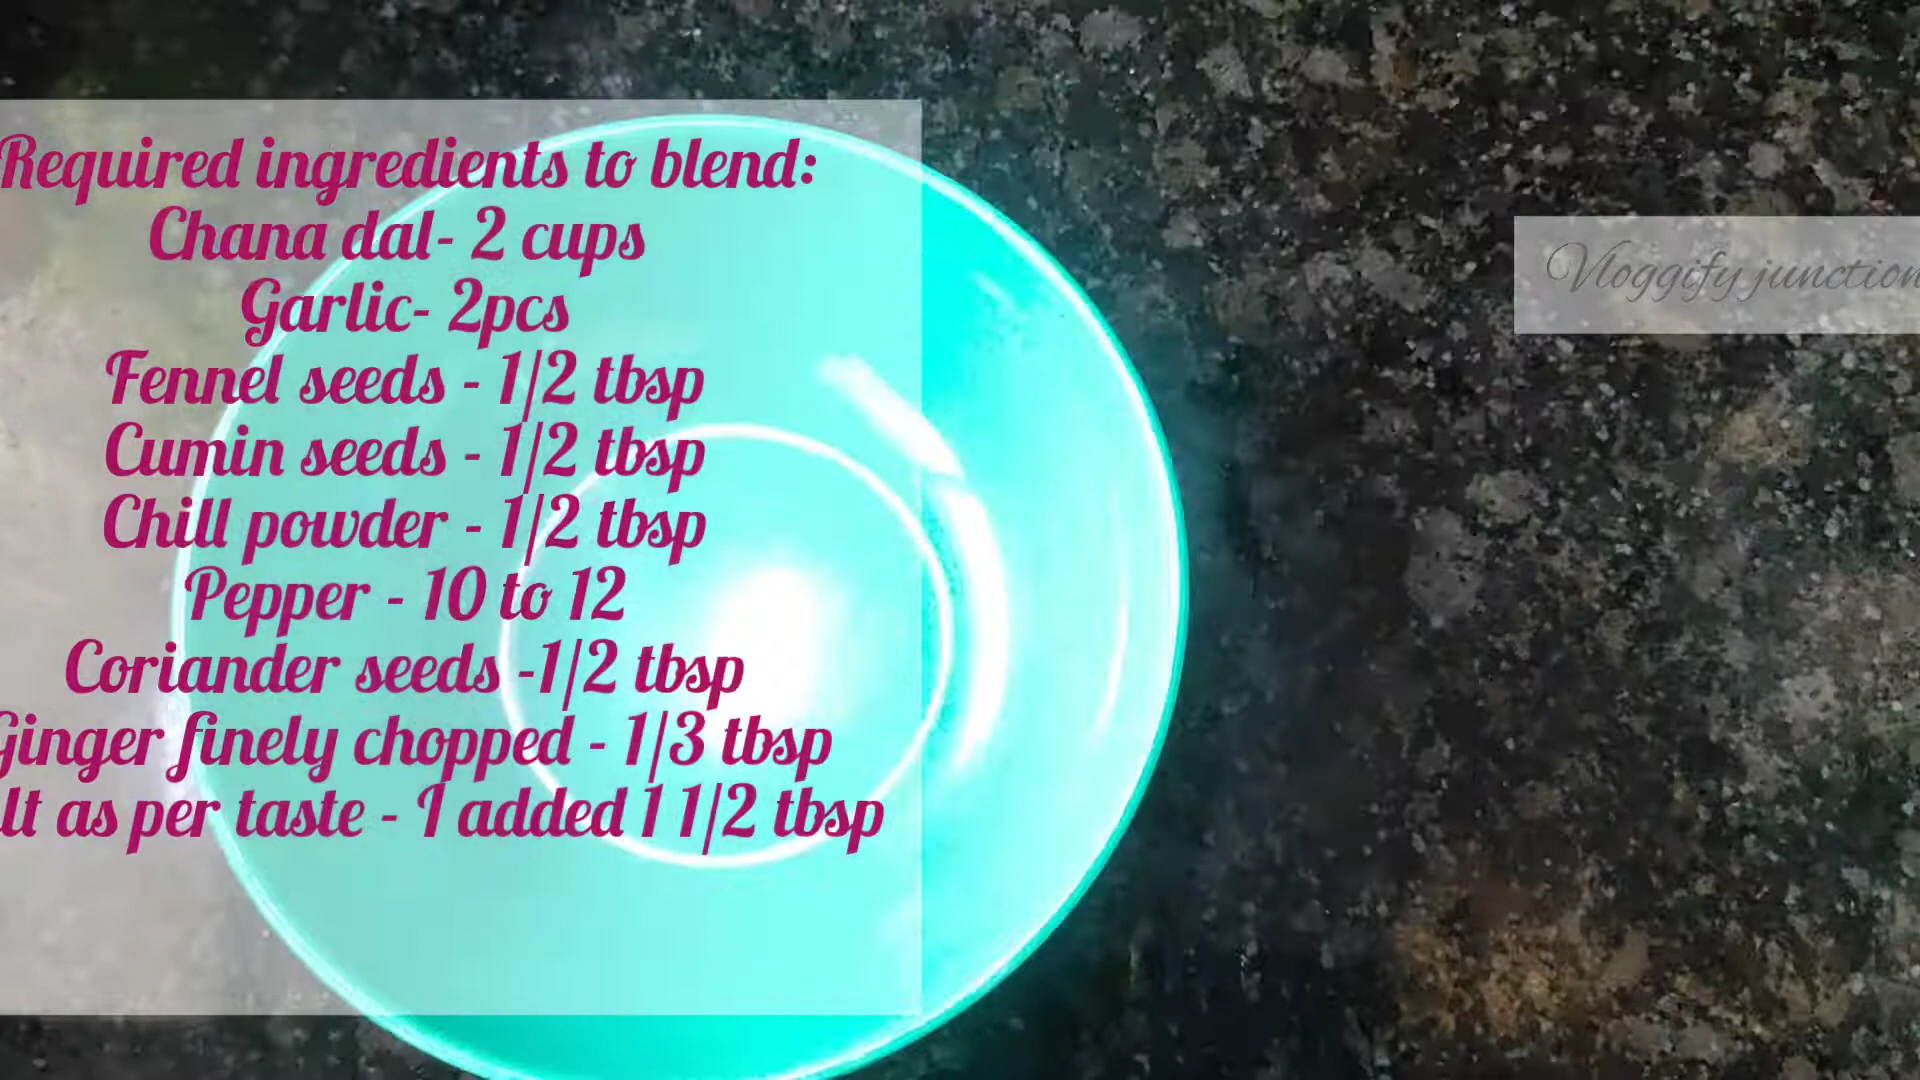 Required ingredients to blend:
Chana dal- 2 cups
Garlic- 2pcs
Fennel seeds - 1/2 tbsp
Cumin seeds - 1/2 tbsp
Chill powder - 1/2 tbsp
Pepper - 10 to 12
Coriander seeds -1/2 tbsp
Ginger finely chopped - 1/3 tbsp
lt as per taste - I added 1 1/2 tbsp
Vloggify junction